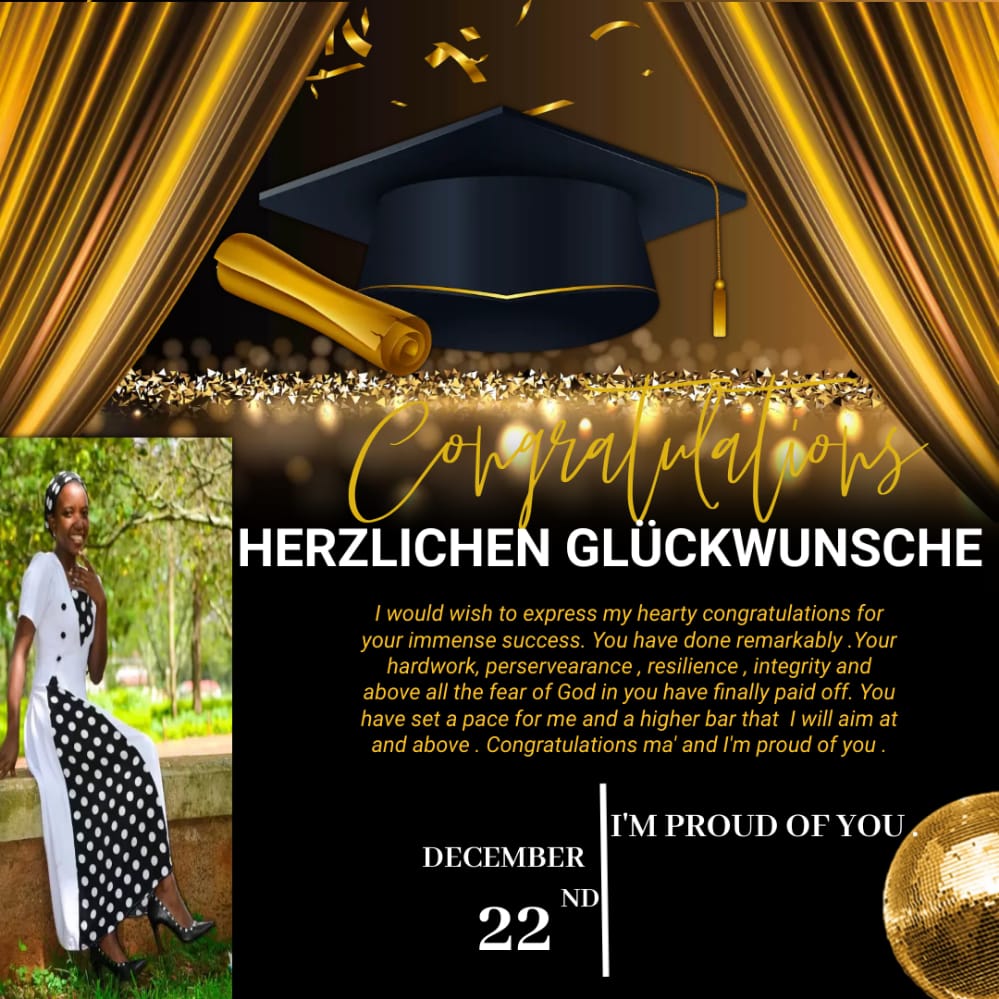 Congratulations
HERZLICHEN GLÜCKWUNSCHE
I would wish to express my hearty congratulations for
your immense success. You have done remarkably .Your
hardwork, perservearance , resilience , integrity and
above all the fear of God in you have finally paid off. You
have set a pace for me and a higher bar that I will aim at
and above . Congratulations ma' and I'm proud of you .
I'M PROUD OF YOU .
DECEMBER
22 ND